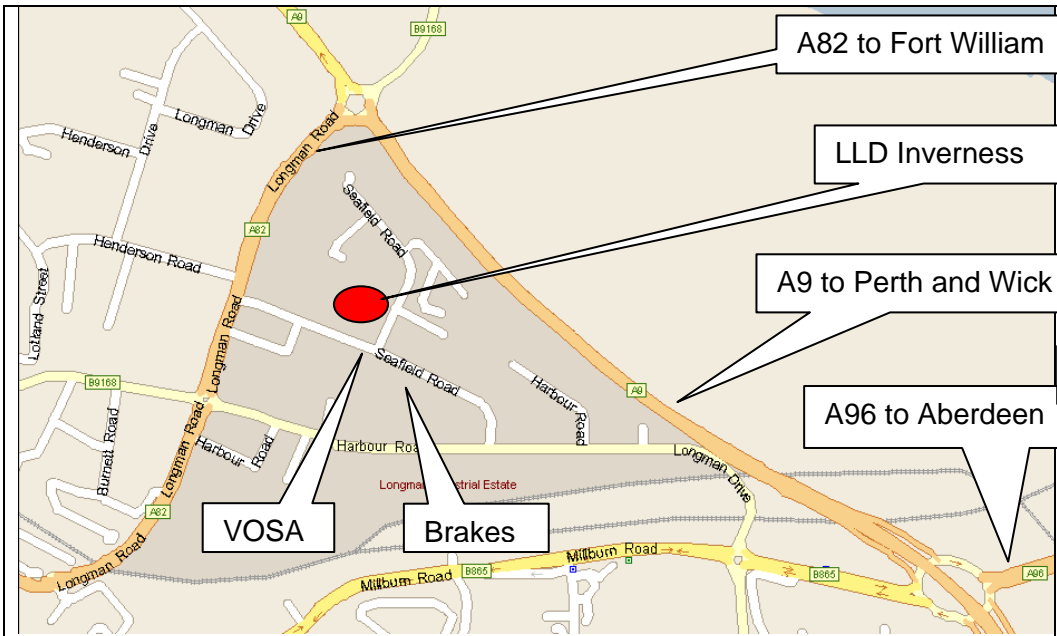 A9
B9168
A82 to Fort William
Longman Drive
Henderson
Drive
Longman Road
LLD Inverness
Seafield Road
A82
Henderson Road
A9 to Perth and Wick
Lotland Street
Longman Road
Seafield Road
B9168
Harbour Road
A9
A96 to Aberdeen
Burnett Road
Longman Road
Harbour Road
Harbour Roa
Longman Drive
Longman strial Estate
A82
VOSA
Brakes
Longman Road
Millburn Road
Millburn Road
B865
B865
A96